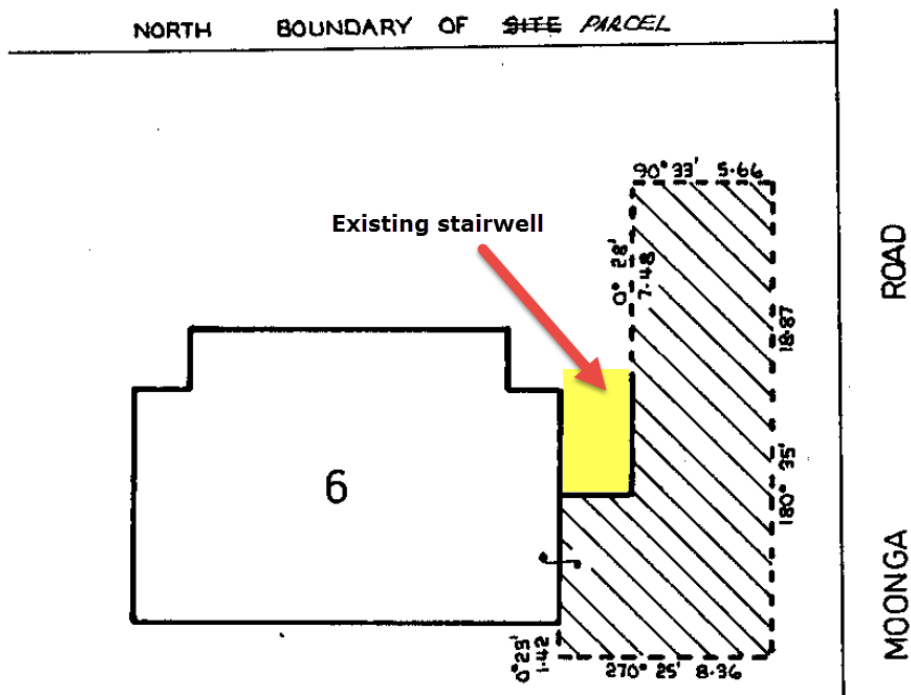 NORTH BOUNDARY OF SITE PARCEL
90° 33' 5.66
Existing stairwell
0° 28'
7.48
ROAD
18.87
180° 35'
6
MOONGA
0° 25'
1.42
270° 25' 8.36